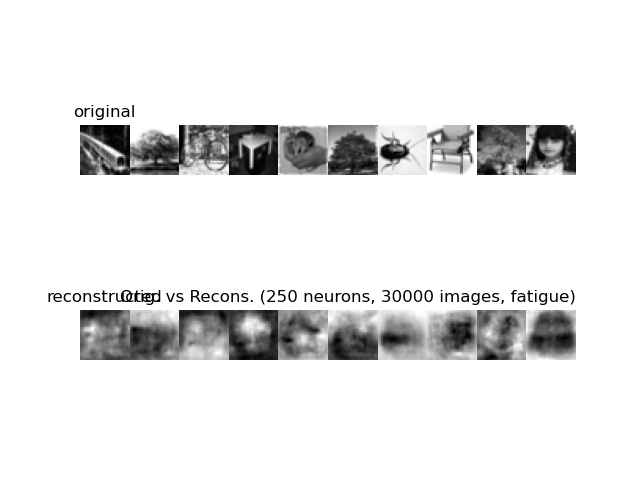 original
reconstructed
Orig. vs Recons. (250 neurons, 30000 images, fatigue)